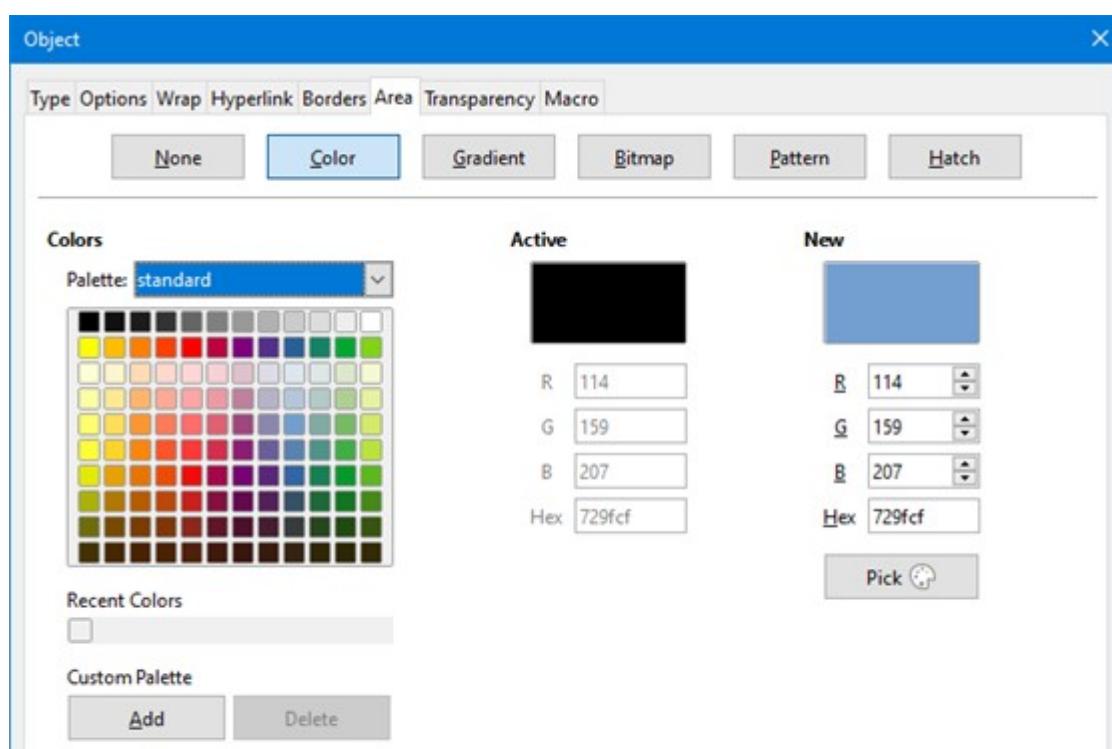 Object
Type Options Wrap Hyperlink Borders Area Transparency Macro
None Color Gradient Bitmap Pattern Hatch
Colors Active New
Palette: standard
R 114 R 114
G 159 G 159
B 207 B 207
Hex 729fcf Hex 729fcf
Pick
Recent Colors
Custom Palette
Add Delete